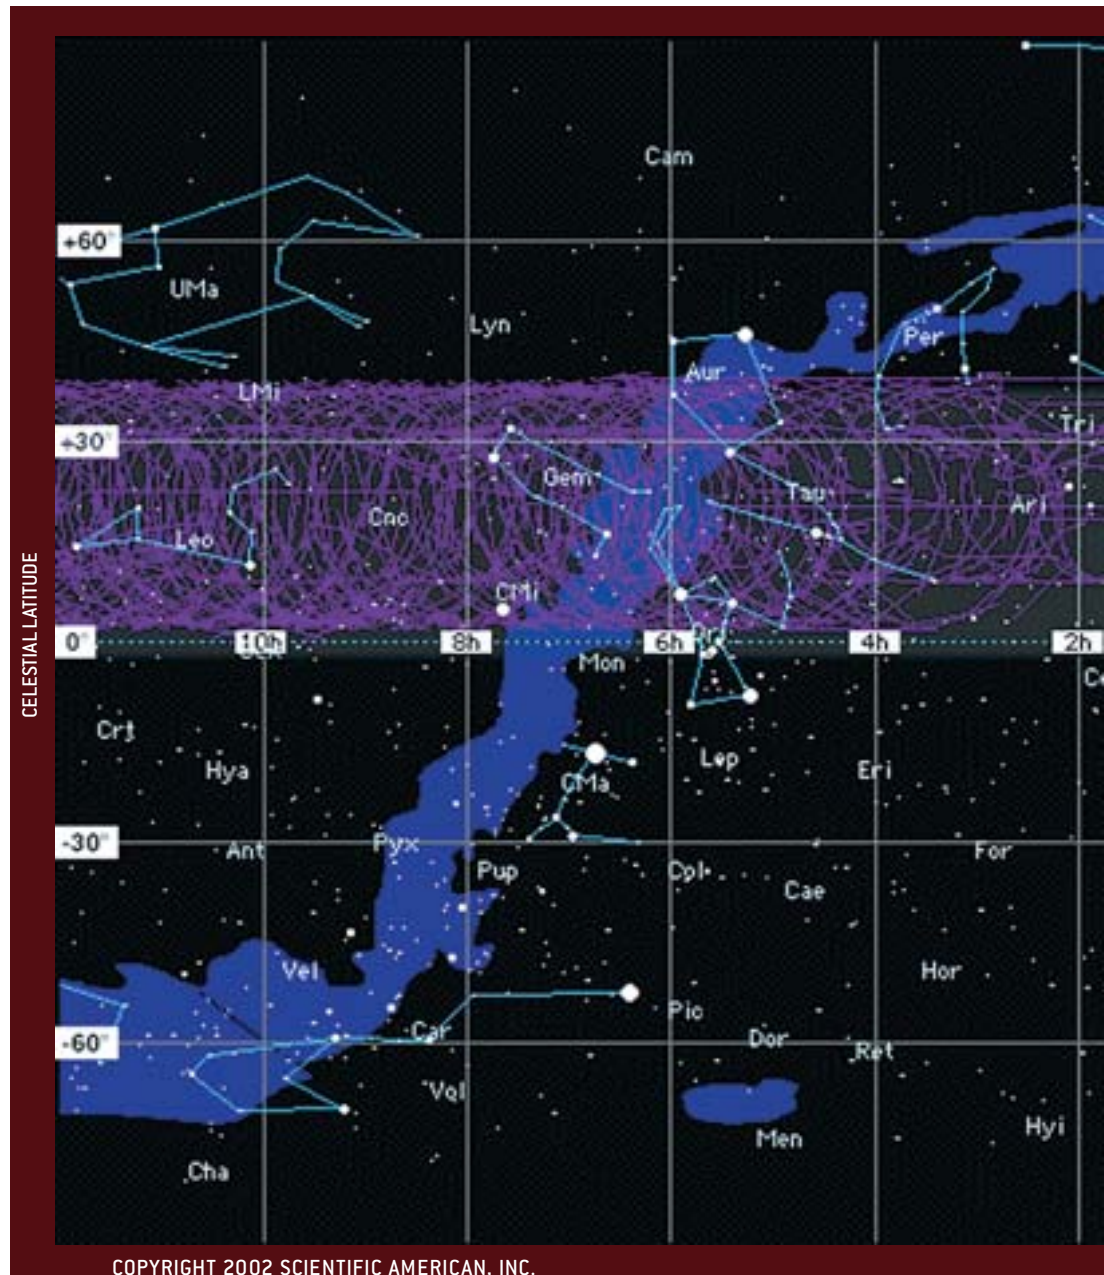 Cam
+60°
UMa
Lyn
Per
Aur
LMi
Tri
+30°
Gem
Tau
Ari
Cnc
Leo
CMi
CELESTIAL LATITUDE
0°
10h
8h
6h
4h
2h
Mon
Crt
Lep
Hya
Eri
CMa
-30°
Ant
Pyx
For
Pup
Col
Cae
Vel
Hor
Pic
Car
-60°
Dor
Ret
Vol
Men
Hyi
Cha
COPYRIGHT 2002 SCIENTIFIC AMERICAN, INC.